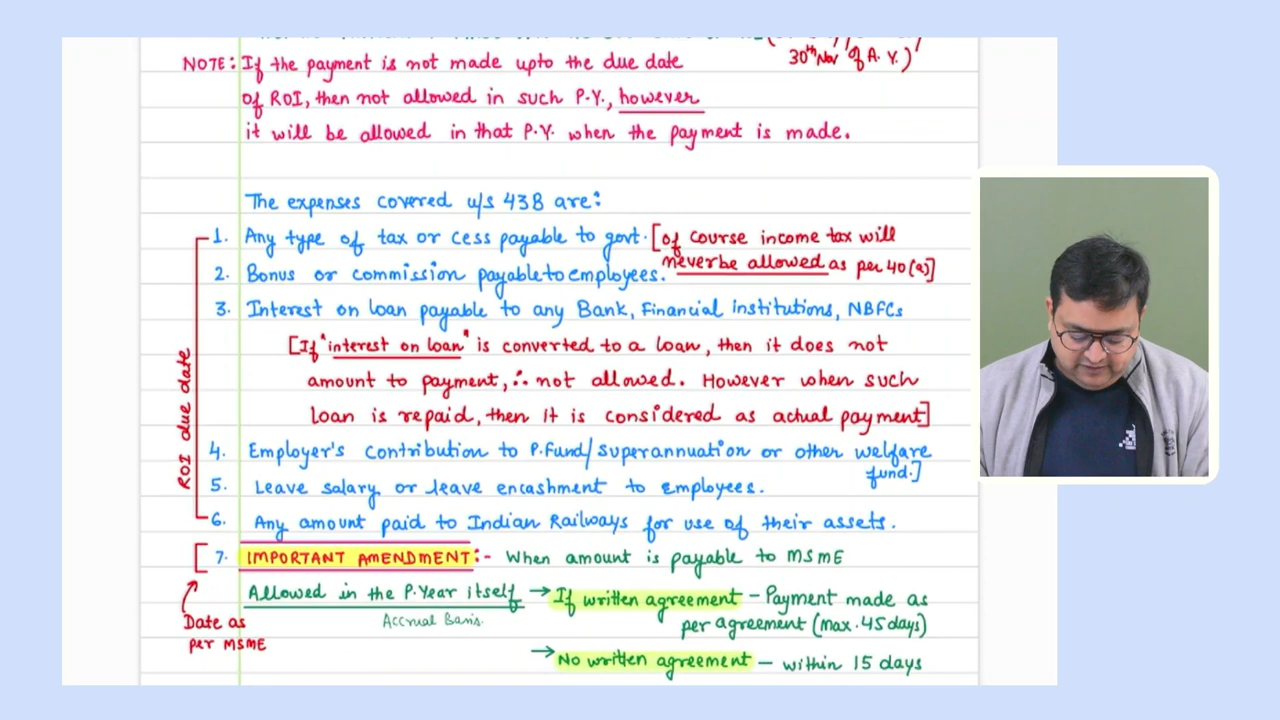 30th Nov of A.Y.)
NOTE: If the payment is not made upto the due date
of ROI, then not allowed in such P.Y., however
it will be allowed in that P.Y. when the payment is made.
The expenses covered u/s 43B are:
1. Any type of tax or cess payable to govt. [of course income tax will
never be allowed as per 40(a)]
2. Bonus or commission payable to employees.
3. Interest on loan payable to any Bank, Financial institutions, NBFCs
[If "interest on loan" is converted to a loan, then it does not
amount to payment, ∴ not allowed. However when such
loan is repaid, then it is considered as actual payment]
ROI due date
4. Employer's contribution to P.Fund/superannuation or other welfare
fund.]
5. Leave salary or leave encashment to employees.
6. Any amount paid to Indian Railways for use of their assets.
7. IMPORTANT AMENDMENT:- When amount is payable to MSME
Allowed in the P.Year itself → If written agreement – Payment made as
Accrual Basis. per agreement (max. 45 days)
Date as
per MSME
→ No written agreement – within 15 days